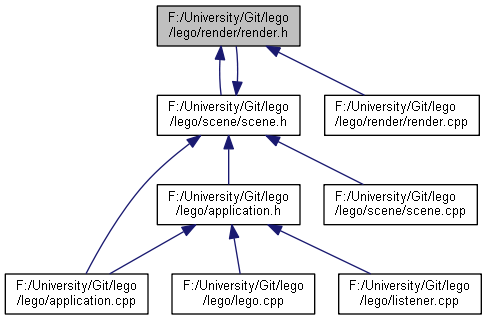 F:/University/Git/lego
/lego/render/render.h
F:/University/Git/lego
/lego/scene/scene.h
F:/University/Git/lego
/lego/render/render.cpp
F:/University/Git/lego
/lego/application.h
F:/University/Git/lego
/lego/scene/scene.cpp
F:/University/Git/lego
/lego/application.cpp
F:/University/Git/lego
/lego/lego.cpp
F:/University/Git/lego
/lego/listener.cpp